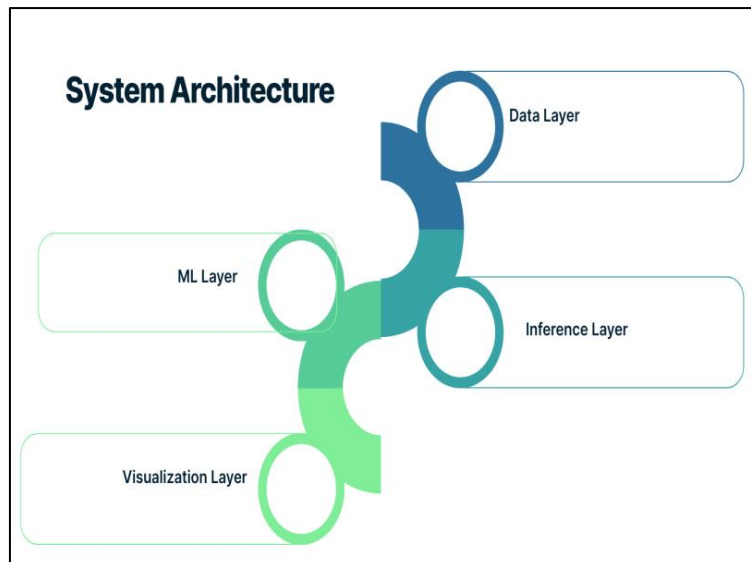 System Architecture
Data Layer
ML Layer
Inference Layer
Visualization Layer